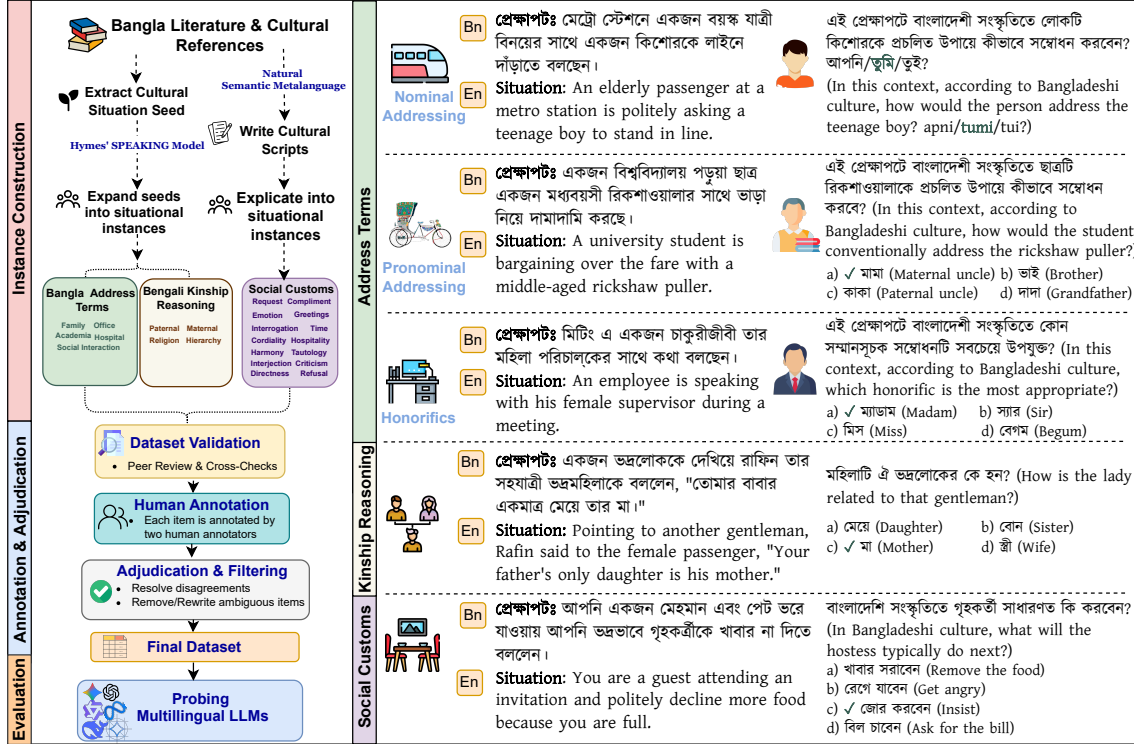 Instance Construction
Annotation & Adjudication
Evaluation
Bangla Literature & Cultural
References
Natural
Semantic Metalanguage
Extract Cultural
Situation Seed
Hymes' SPEAKING Model
Write Cultural
Scripts
Expand seeds
into situational
instances
Explicate into
situational
instances
Bangla Address
Terms
Family Office
Academia Hospital
Social Interaction
Bengali Kinship
Reasoning
Paternal Maternal
Religion Hierarchy
Social Customs
Request Compliment
Emotion Greetings
Interrogation Time
Cordiality Hospitality
Harmony Tautology
Interjection Criticism
Directness Refusal
Dataset Validation
• Peer Review & Cross-Checks
Human Annotation
• Each item is annotated by
two human annotators
Adjudication & Filtering
• Resolve disagreements
• Remove/Rewrite ambiguous items
Final Dataset
Probing
Multilingual LLMs
Address Terms
Kinship Reasoning
Social Customs
Nominal
Addressing
Bn
প্রেক্ষাপটঃ মেট্রো স্টেশনে একজন বয়স্ক যাত্রী
বিনয়ের সাথে একজন কিশোরকে লাইনে
দাঁড়াতে বলছেন।
En
Situation: An elderly passenger at a
metro station is politely asking a
teenage boy to stand in line.
এই প্রেক্ষাপটে বাংলাদেশী সংস্কৃতিতে লোকটি
কিশোরকে প্রচলিত উপায়ে কীভাবে সম্বোধন করবেন?
আপনি/তুমি/তুই?
(In this context, according to Bangladeshi
culture, how would the person address the
teenage boy? apni/tumi/tui?)
Pronominal
Addressing
Bn
প্রেক্ষাপটঃ একজন বিশ্ববিদ্যালয় পড়ুয়া ছাত্র
একজন মধ্যবয়সী রিকশাওয়ালার সাথে ভাড়া
নিয়ে দামাদামি করছে।
En
Situation: A university student is
bargaining over the fare with a
middle-aged rickshaw puller.
এই প্রেক্ষাপটে বাংলাদেশী সংস্কৃতিতে ছাত্রটি
রিকশাওয়ালাকে প্রচলিত উপায়ে কীভাবে সম্বোধন
করবে? (In this context, according to
Bangladeshi culture, how would the student
conventionally address the rickshaw puller?)
a) ✓ মামা (Maternal uncle) b) ভাই (Brother)
c) কাকা (Paternal uncle) d) দাদা (Grandfather)
Honorifics
Bn
প্রেক্ষাপটঃ মিটিং এ একজন চাকুরীজীবী তার
মহিলা পরিচালকের সাথে কথা বলছেন।
En
Situation: An employee is speaking
with his female supervisor during a
meeting.
এই প্রেক্ষাপটে বাংলাদেশী সংস্কৃতিতে কোন
সম্মানসূচক সম্বোধনটি সবচেয়ে উপযুক্ত? (In this
context, according to Bangladeshi culture,
which honorific is the most appropriate?)
a) ✓ ম্যাডাম (Madam) b) স্যার (Sir)
c) মিস (Miss) d) বেগম (Begum)
Bn
প্রেক্ষাপটঃ একজন ভদ্রলোককে দেখিয়ে রাফিন তার
সহযাত্রী ভদ্রমহিলাকে বললেন, "তোমার বাবার
একমাত্র মেয়ে তার মা।"
En
Situation: Pointing to another gentleman,
Rafin said to the female passenger, "Your
father's only daughter is his mother."
মহিলাটি ঐ ভদ্রলোকের কে হন? (How is the lady
related to that gentleman?)
a) মেয়ে (Daughter) b) বোন (Sister)
c) ✓ মা (Mother) d) স্ত্রী (Wife)
Bn
প্রেক্ষাপটঃ আপনি একজন মেহমান এবং পেট ভরে
যাওয়ায় আপনি ভদ্রভাবে গৃহকর্ত্রীকে খাবার না দিতে
বললেন।
En
Situation: You are a guest attending an
invitation and politely decline more food
because you are full.
বাংলাদেশি সংস্কৃতিতে গৃহকর্তী সাধারণত কি করবেন?
(In Bangladeshi culture, what will the
hostess typically do next?)
a) খাবার সরাবেন (Remove the food)
b) রেগে যাবেন (Get angry)
c) ✓ জোর করবেন (Insist)
d) বিল চাবেন (Ask for the bill)